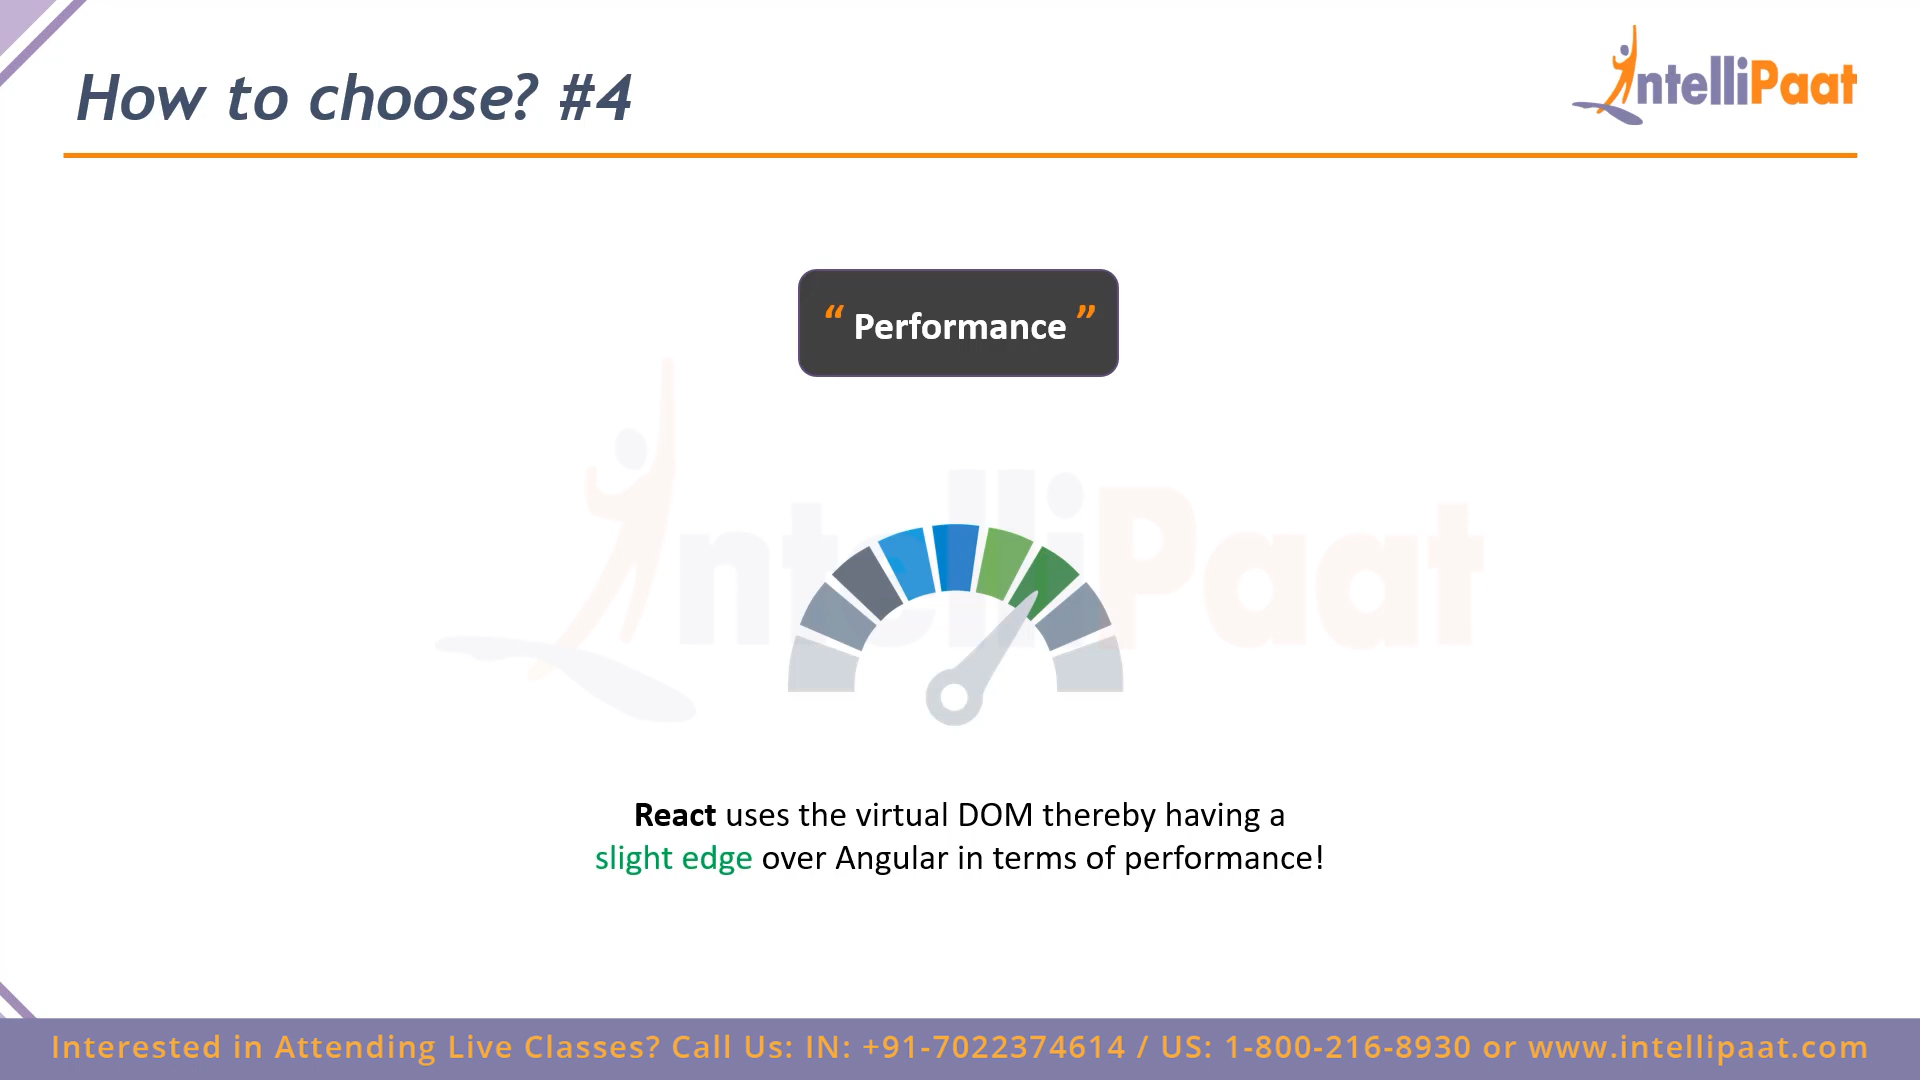 How to choose? #4
IntelliPaat
“ Performance ”
IntelliPaat
React uses the virtual DOM thereby having a
slight edge over Angular in terms of performance!
Interested in Attending Live Classes? Call Us: IN: +91-7022374614 / US: 1-800-216-8930 or www.intellipaat.com